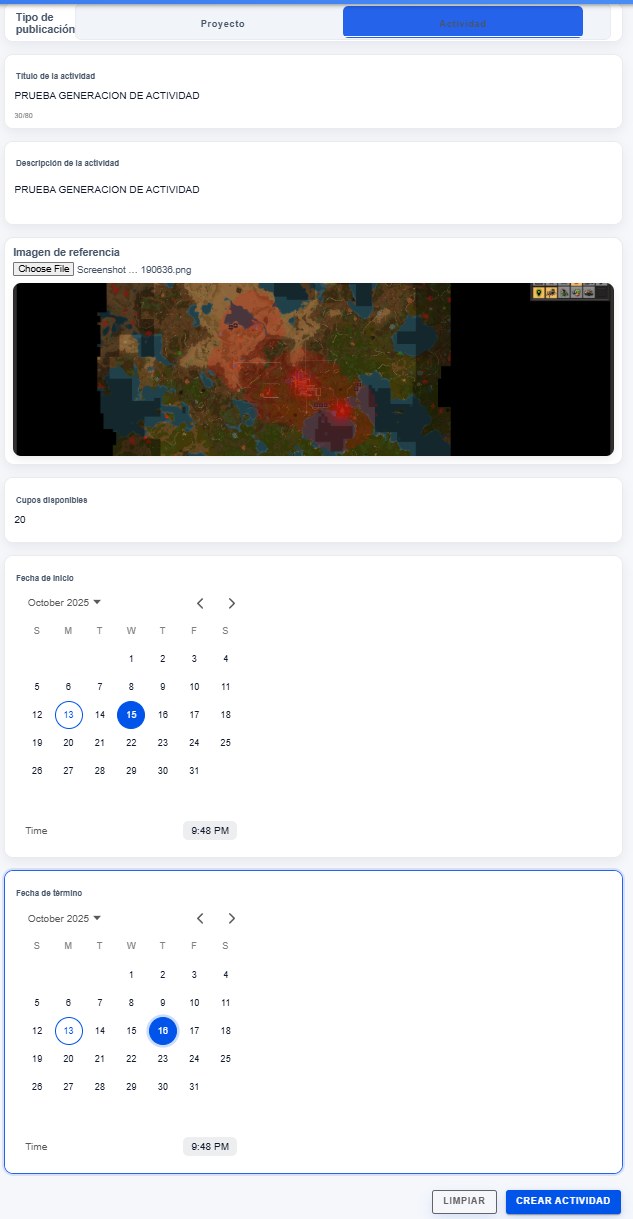 Tipo de
publicación
Proyecto
Actividad
Título de la actividad
PRUEBA GENERACION DE ACTIVIDAD
30/80
Descripción de la actividad
PRUEBA GENERACION DE ACTIVIDAD
Imagen de referencia
Choose File Screenshot ... 190636.png
Cupos disponibles
20
Fecha de inicio
October 2025
S M T W T F S
1 2 3 4
5 6 7 8 9 10 11
12 13 14 15 16 17 18
19 20 21 22 23 24 25
26 27 28 29 30 31
Time 9:48 PM
Fecha de término
October 2025
S M T W T F S
1 2 3 4
5 6 7 8 9 10 11
12 13 14 15 16 17 18
19 20 21 22 23 24 25
26 27 28 29 30 31
Time 9:48 PM
LIMPIAR CREAR ACTIVIDAD